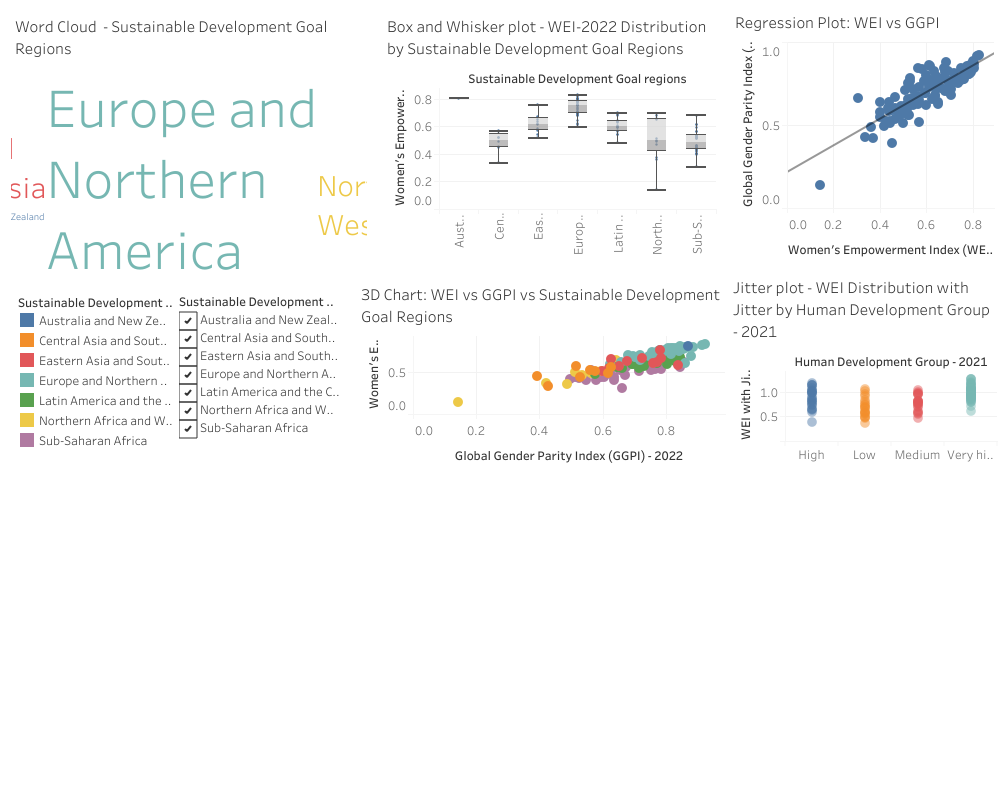 Word Cloud - Sustainable Development Goal
Regions
Europe and
Northern
America
sia
Zealand
Nor
Wes
Sustainable Development ..
Australia and New Ze..
Central Asia and Sout..
Eastern Asia and Sout..
Europe and Northern ..
Latin America and the ..
Northern Africa and W..
Sub-Saharan Africa
Sustainable Development ..
Australia and New Zeal..
Central Asia and South..
Eastern Asia and South..
Europe and Northern A..
Latin America and the C..
Northern Africa and W..
Sub-Saharan Africa
Box and Whisker plot - WEI-2022 Distribution
by Sustainable Development Goal Regions
Sustainable Development Goal regions
Women's Empower..
0.8
0.6
0.4
0.2
0.0
Aust..
Cen..
Eas..
Europ..
Latin ..
North..
Sub-S..
3D Chart: WEI vs GGPI vs Sustainable Development
Goal Regions
Women's E..
0.5
0.0
0.0
0.2
0.4
0.6
0.8
Global Gender Parity Index (GGPI) - 2022
Regression Plot: WEI vs GGPI
Global Gender Parity Index (..
1.0
0.5
0.0
0.0
0.2
0.4
0.6
0.8
Women's Empowerment Index (WE..
Jitter plot - WEI Distribution with
Jitter by Human Development Group
- 2021
Human Development Group - 2021
WEI with Ji..
1.0
0.5
High
Low
Medium
Very hi..